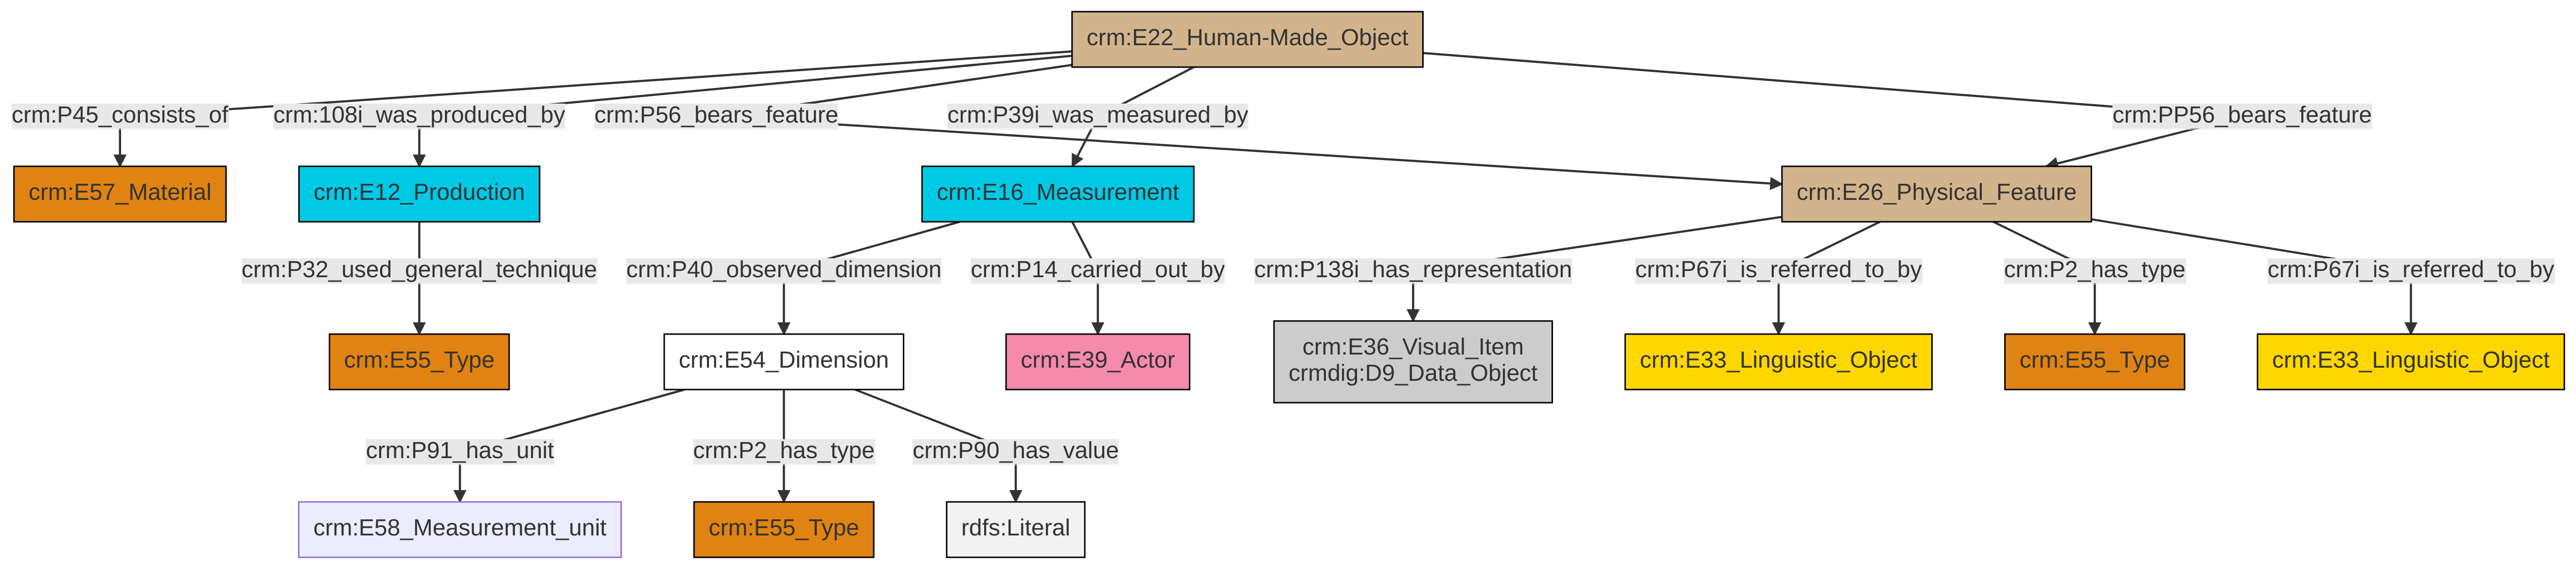 crm:E22_Human-Made_Object
crm:P45_consists_of
crm:108i_was_produced_by
crm:P56_bears_feature
crm:P39i_was_measured_by
crm:PP56_bears_feature
crm:E57_Material
crm:E12_Production
crm:E16_Measurement
crm:E26_Physical_Feature
crm:P32_used_general_technique
crm:P40_observed_dimension
crm:P14_carried_out_by
crm:P138i_has_representation
crm:P67i_is_referred_to_by
crm:P2_has_type
crm:P67i_is_referred_to_by
crm:E55_Type
crm:E54_Dimension
crm:E39_Actor
crm:E36_Visual_Item
crmdig:D9_Data_Object
crm:E33_Linguistic_Object
crm:E55_Type
crm:E33_Linguistic_Object
crm:P91_has_unit
crm:P2_has_type
crm:P90_has_value
crm:E58_Measurement_unit
crm:E55_Type
rdfs:Literal